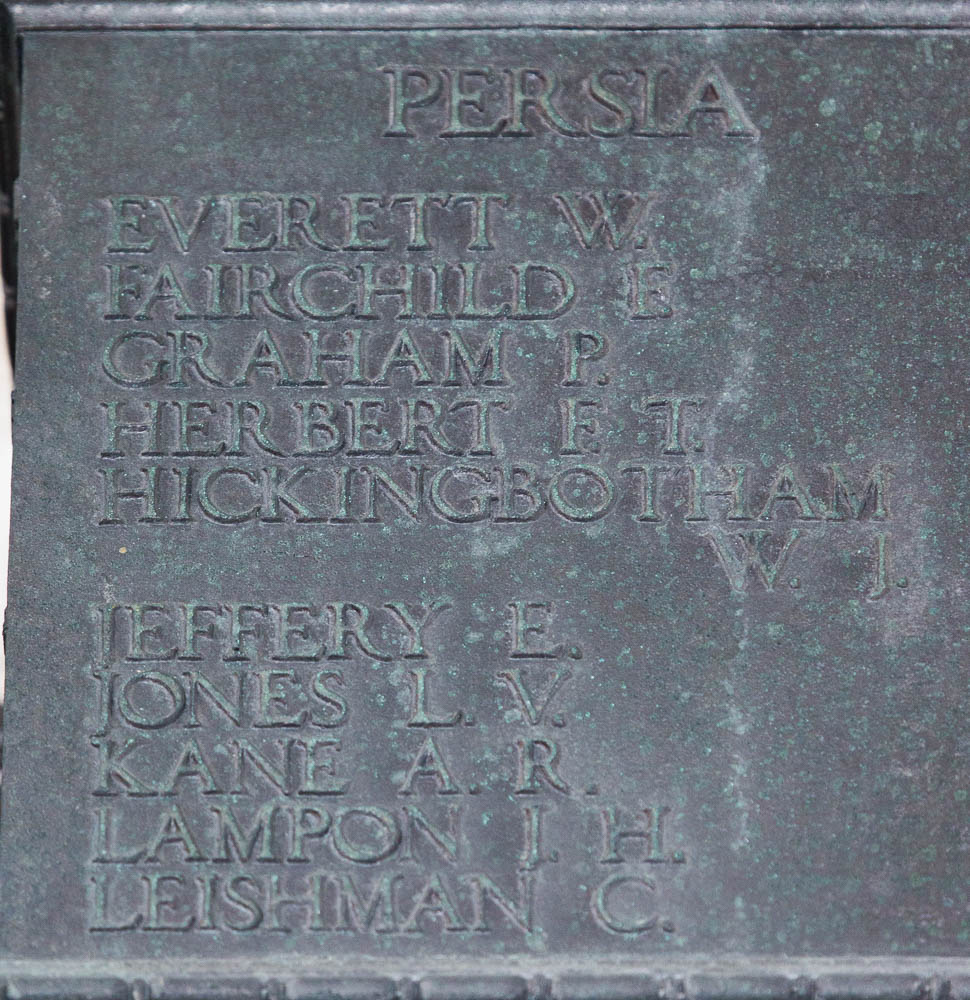 PERSIA
EVERETT W.
FAIRCHILD F.
GRAHAM P.
HERBERT F. T.
HICKINGBOTHAM
W. J.
JEFFERY E.
JONES L. V.
KANE A. R.
LAMPON J. H.
LEISHMAN C.